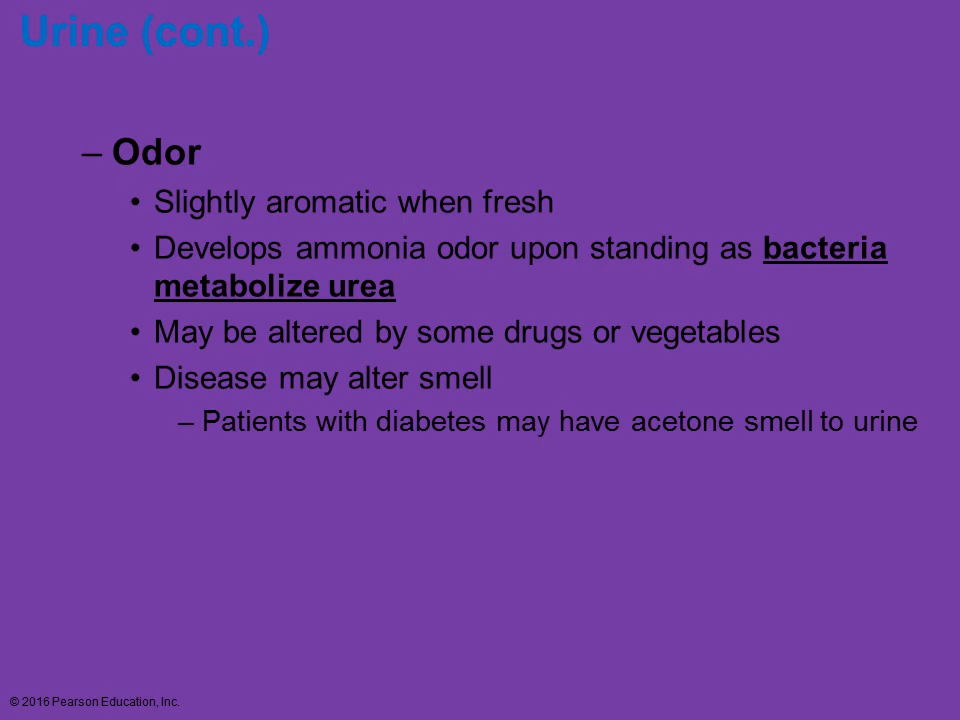 Urine (cont.)
– Odor
• Slightly aromatic when fresh
• Develops ammonia odor upon standing as bacteria
metabolize urea
• May be altered by some drugs or vegetables
• Disease may alter smell
– Patients with diabetes may have acetone smell to urine
© 2016 Pearson Education, Inc.